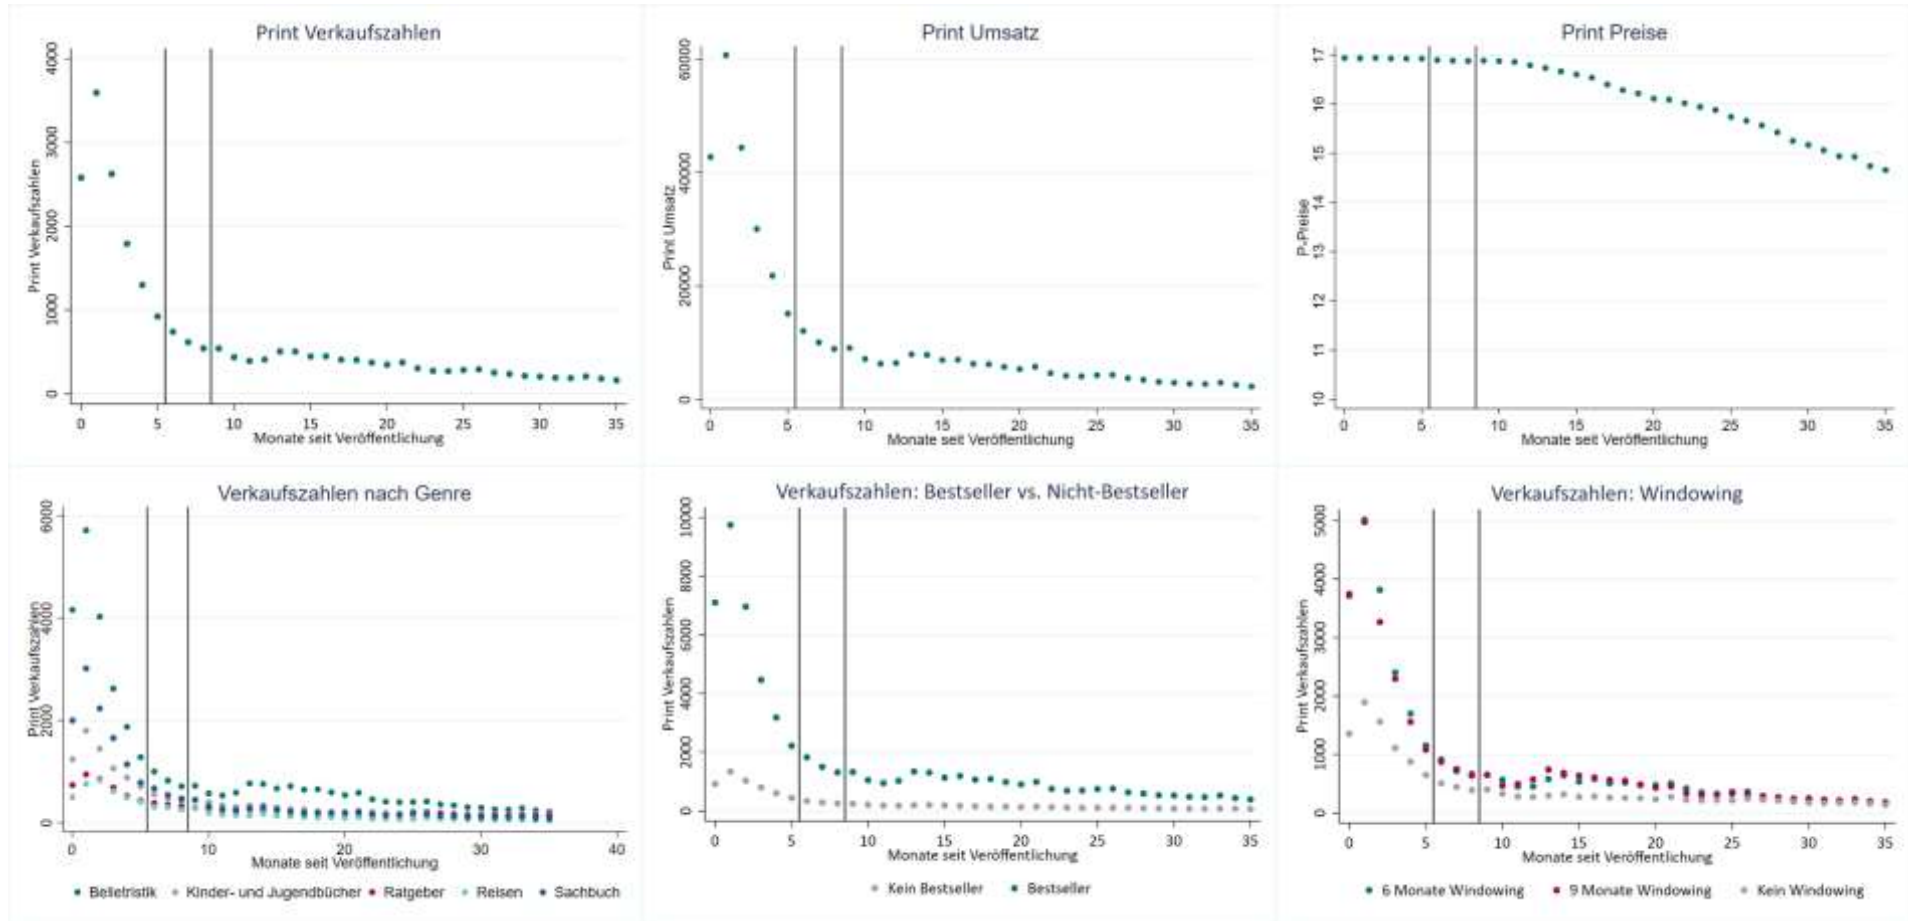 Print Verkaufszahlen
Print Verkaufszahlen
4000
3000
2000
1000
0
0 5 10 15 20 25 30 35
Monate seit Veröffentlichung
Print Umsatz
Print Umsatz
60000
40000
20000
0
0 5 10 15 20 25 30 35
Monate seit Veröffentlichung
Print Preise
P-Preise
17
16
15
14
13
12
11
10
0 5 10 15 20 25 30 35
Monate seit Veröffentlichung
Verkaufszahlen nach Genre
Print Verkaufszahlen
6000
4000
2000
0
0 10 20 30 40
Monate seit Veröffentlichung
Belletristik Kinder- und Jugendbücher Ratgeber Reisen Sachbuch
Verkaufszahlen: Bestseller vs. Nicht-Bestseller
Print Verkaufszahlen
10000
8000
6000
4000
2000
0
0 5 10 15 20 25 30 35
Monate seit Veröffentlichung
Kein Bestseller Bestseller
Verkaufszahlen: Windowing
Print Verkaufszahlen
5000
4000
3000
2000
1000
0
0 5 10 15 20 25 30 35
Monate seit Veröffentlichung
6 Monate Windowing 9 Monate Windowing Kein Windowing